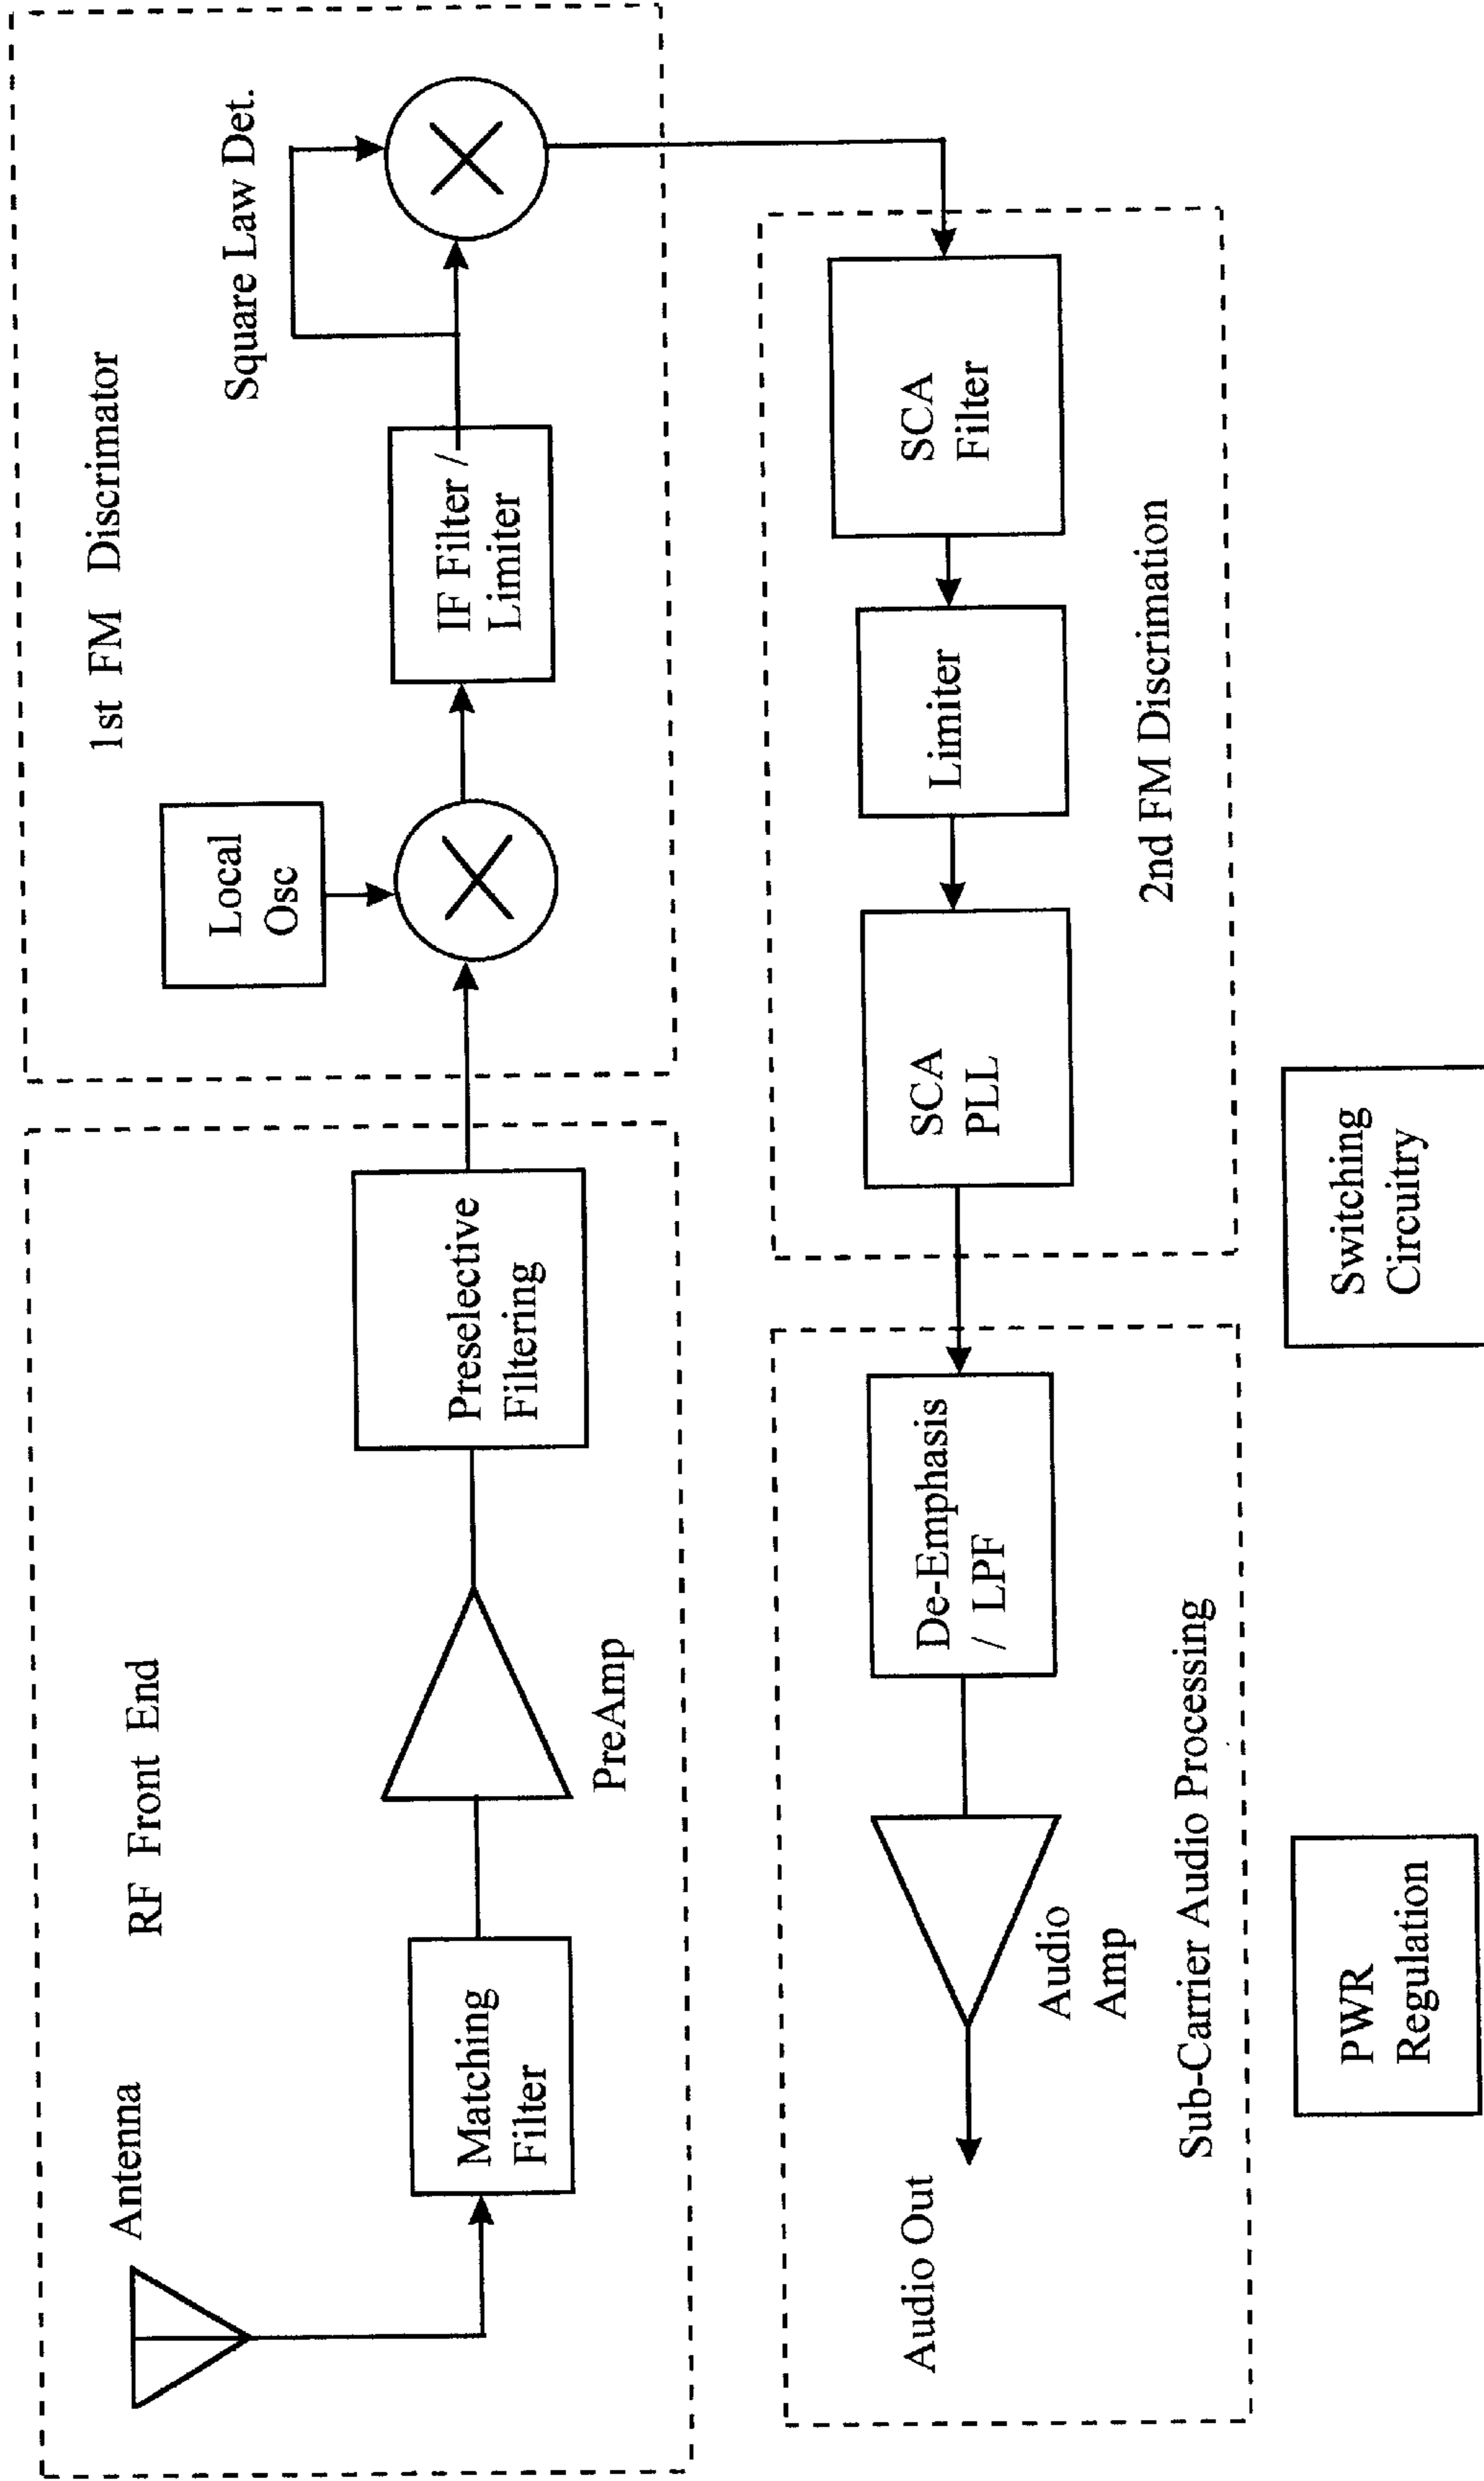 RF Front End
Antenna
Matching
Filter
PreAmp
Preselective
Filtering
1st FM Discrimator
Local
Osc
IF Filter /
Limiter
Square Law Det.
SCA
Filter
Limiter
SCA
PLL
2nd FM Discrimation
De-Emphasis
/ LPF
Audio
Amp
Audio Out
Sub-Carrier Audio Processing
PWR
Regulation
Switching
Circuitry